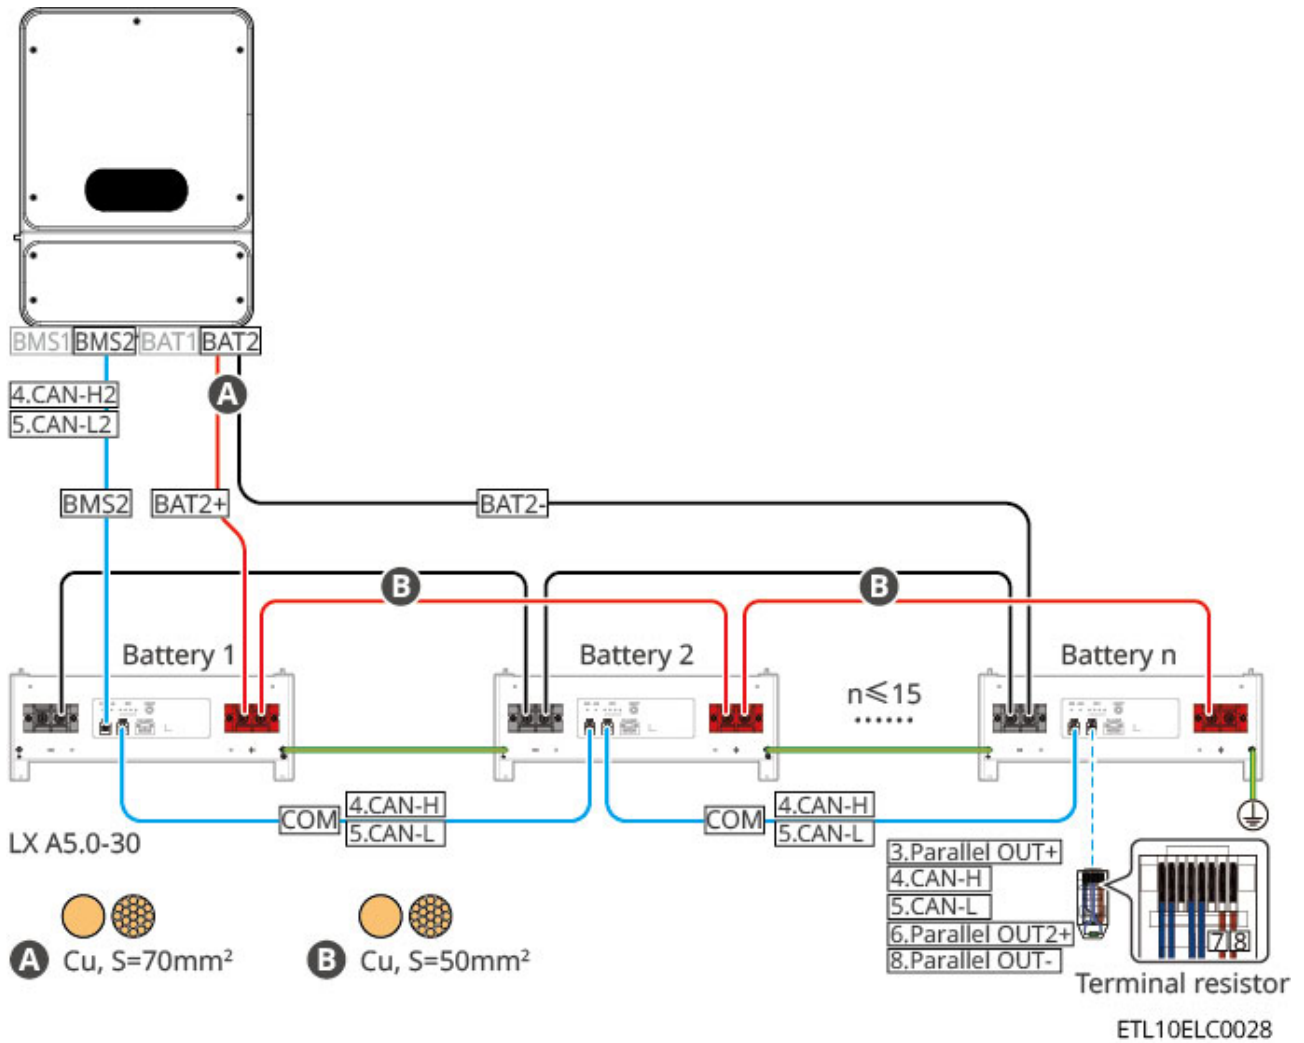 BMS1 BMS2 BAT1 BAT2
4.CAN-H2
5.CAN-L2
A
BMS2 BAT2+ BAT2-
B B
Battery 1 Battery 2 Battery n
n≤15
······
COM 4.CAN-H
5.CAN-L
COM 4.CAN-H
5.CAN-L
LX A5.0-30
3.Parallel OUT+
4.CAN-H
5.CAN-L
6.Parallel OUT2+
8.Parallel OUT-
7 8
A Cu, S=70mm²
B Cu, S=50mm²
Terminal resistor
ETL10ELC0028